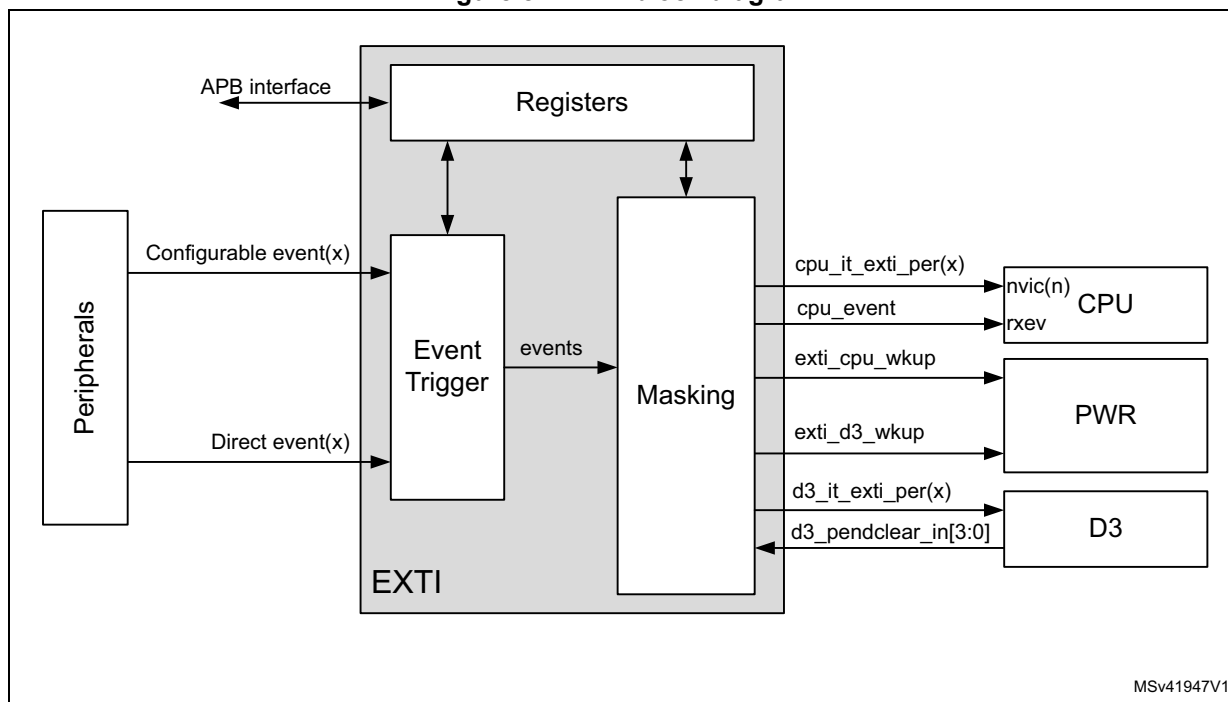 APB interface
Registers
Peripherals
Configurable event(x)
Direct event(x)
Event
Trigger
events
Masking
EXTI
cpu_it_exti_per(x)
cpu_event
exti_cpu_wkup
exti_d3_wkup
d3_it_exti_per(x)
d3_pendclear_in[3:0]
nvic(n)
rxev
CPU
PWR
D3
MSv41947V1